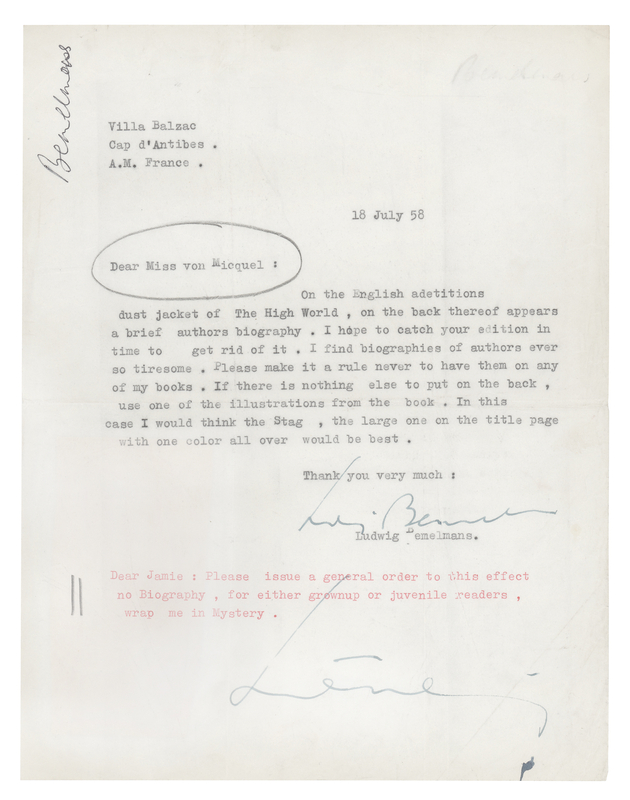 Bemelmans
Bemelmans
Villa Balzac
Cap d'Antibes .
A.M. France .
18 July 58
Dear Miss von Micquel :
On the English adetitions
dust jacket of The High World , on the back thereof appears
a brief authors biography . I hope to catch your edition in
time to get rid of it . I find biographies of authors ever
so tiresome . Please make it a rule never to have them on any
of my books . If there is nothing else to put on the back ,
use one of the illustrations from the book . In this
case I would think the Stag , the large one on the title page
with one color all over would be best .
Thank you very much :
Ludwig Bemelmans
Ludwig Bemelmans.
Dear Jamie : Please issue a general order to this effect
no Biography , for either grownup or juvenile readers ,
wrap me in Mystery .